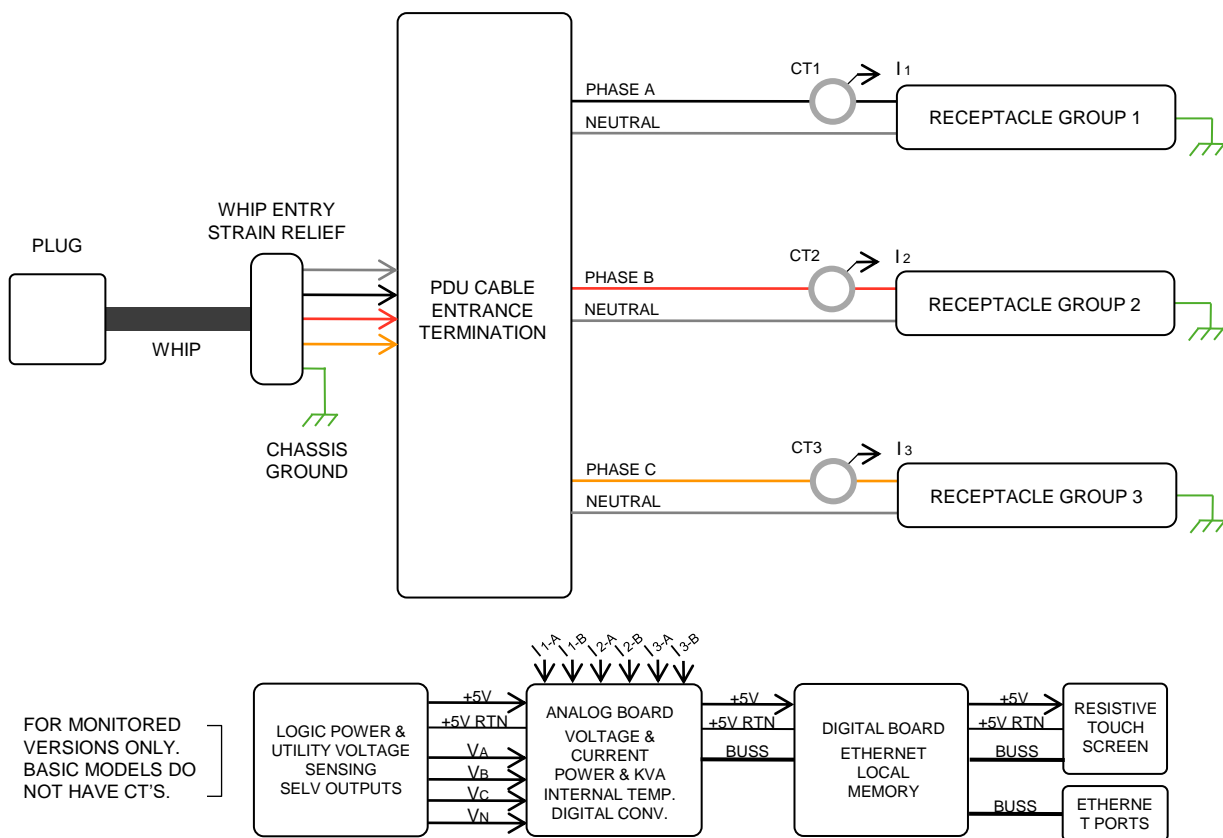 CT1
I1
PHASE A
NEUTRAL
RECEPTACLE GROUP 1
WHIP ENTRY
STRAIN RELIEF
PLUG
WHIP
CHASSIS
GROUND
PDU CABLE
ENTRANCE
TERMINATION
CT2
I2
PHASE B
NEUTRAL
RECEPTACLE GROUP 2
CT3
I3
PHASE C
NEUTRAL
RECEPTACLE GROUP 3
FOR MONITORED
VERSIONS ONLY.
BASIC MODELS DO
NOT HAVE CT'S.
LOGIC POWER &
UTILITY VOLTAGE
SENSING
SELV OUTPUTS
+5V
+5V RTN
VA
VB
VC
VN
I1-A
I1-B
I2-A
I2-B
I3-A
I3-B
ANALOG BOARD
VOLTAGE &
CURRENT
POWER & KVA
INTERNAL TEMP.
DIGITAL CONV.
+5V
+5V RTN
BUSS
DIGITAL BOARD
ETHERNET
LOCAL
MEMORY
+5V
+5V RTN
BUSS
BUSS
RESISTIVE
TOUCH
SCREEN
ETHERNE
T PORTS